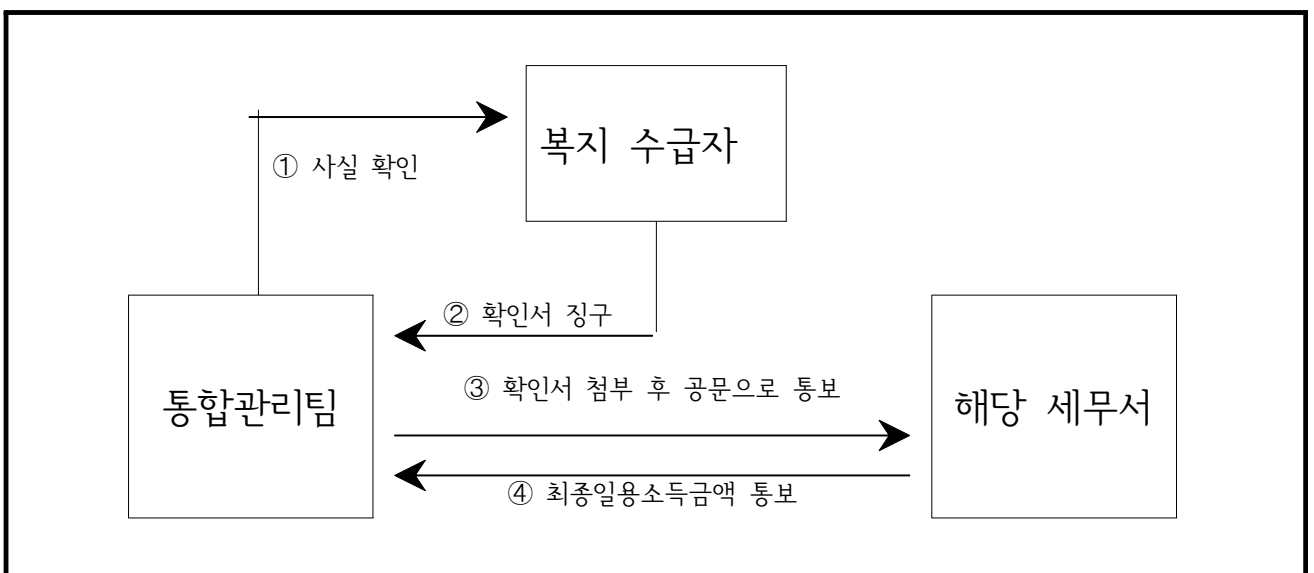 복지 수급자
① 사실 확인
② 확인서 징구
③ 확인서 첨부 후 공문으로 통보
통합관리팀
해당 세무서
④ 최종일용소득금액 통보